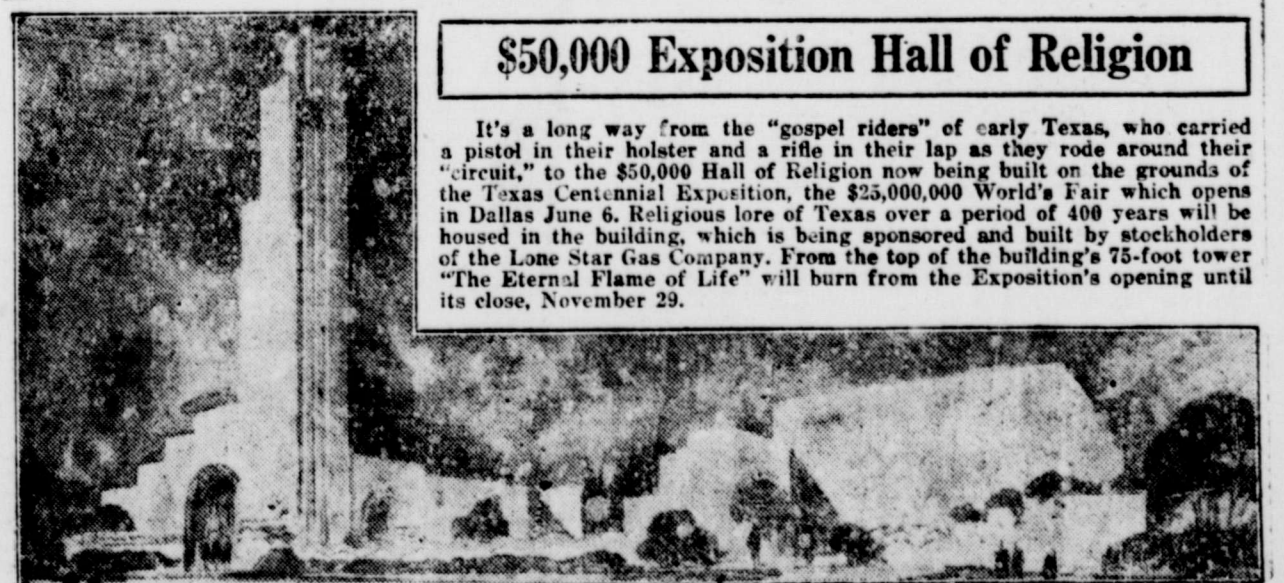 $50,000 Exposition Hall of Religion
It's a long way from the "gospel riders" of early Texas, who carried
a pistol in their holster and a rifle in their lap as they rode around their
"circuit," to the $50,000 Hall of Religion now being built on the grounds of
the Texas Centennial Exposition, the $25,000,000 World's Fair which opens
in Dallas June 6. Religious lore of Texas over a period of 400 years will be
housed in the building, which is being sponsored and built by stockholders
of the Lone Star Gas Company. From the top of the building's 75-foot tower
"The Eternal Flame of Life" will burn from the Exposition's opening until
its close, November 29.